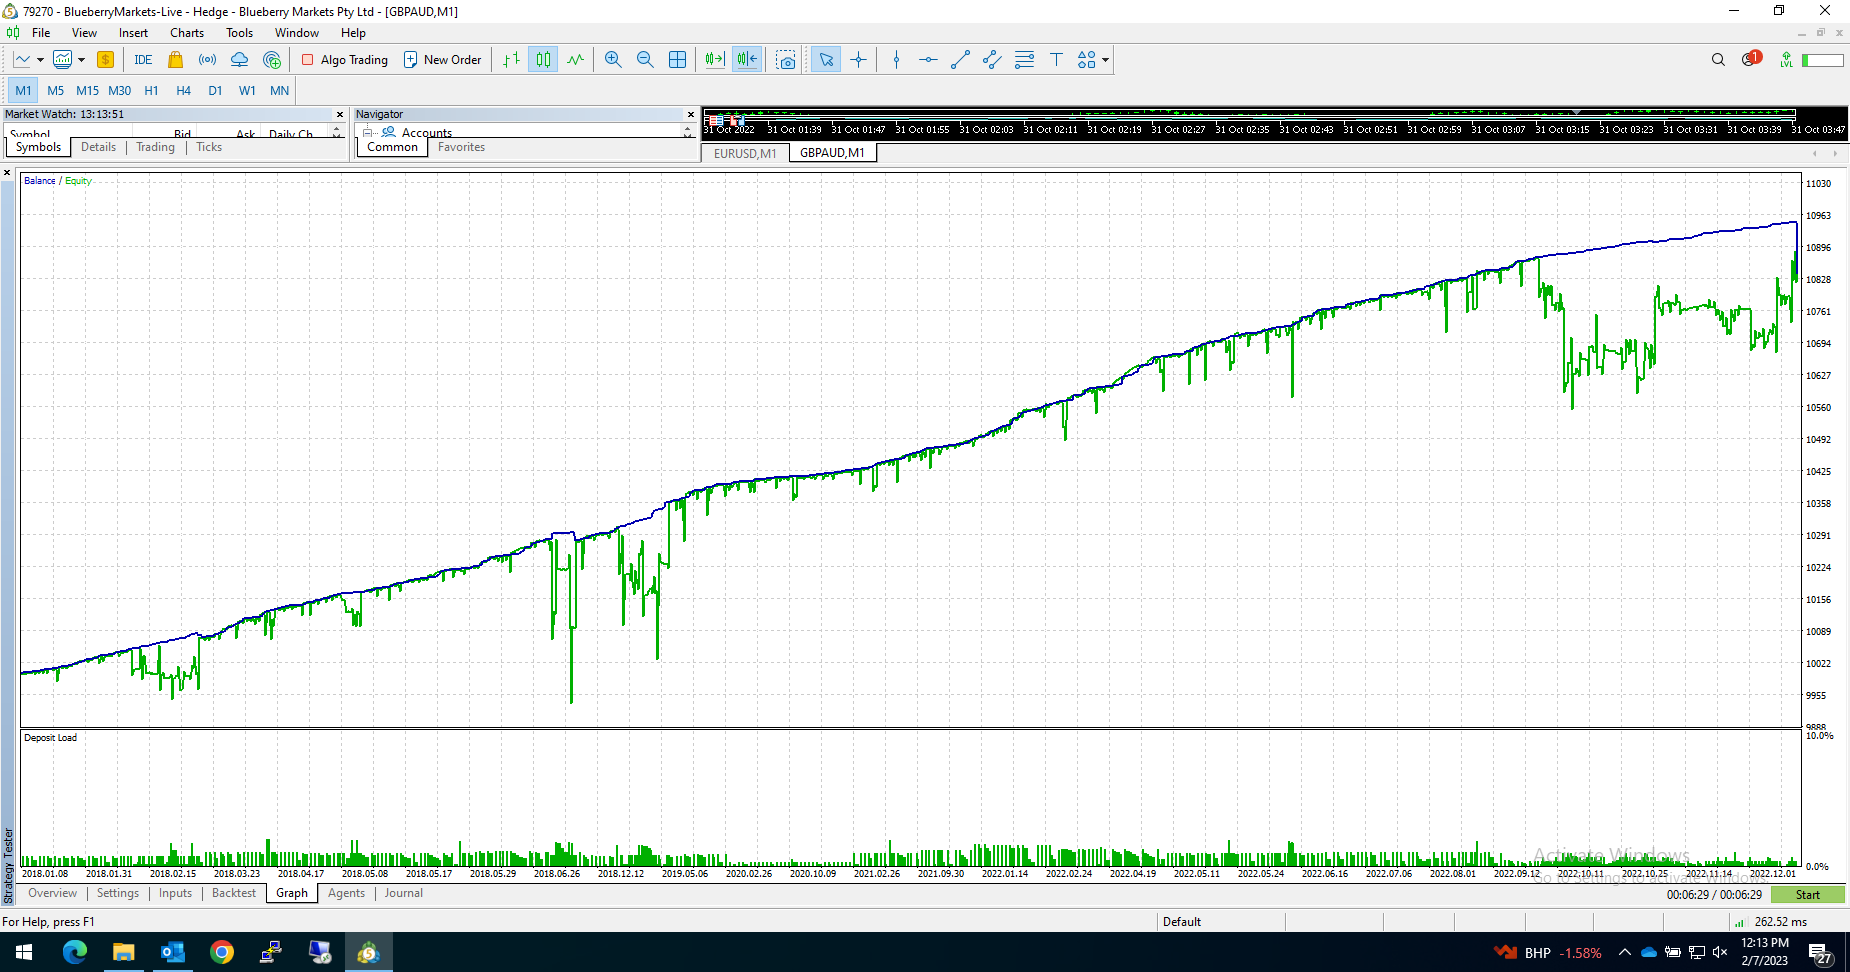 79270 - BlueberryMarkets-Live - Hedge - Blueberry Markets Pty Ltd - [GBPAUD,M1]
File View Insert Charts Tools Window Help
IDE Algo Trading New Order 1 LVL
M1 M5 M15 M30 H1 H4 D1 W1 MN
Market Watch: 13:13:51
Symbol Bid Ask Daily Ch...
Symbols Details Trading Ticks
Navigator
Accounts
Common Favorites
31 Oct 2022 31 Oct 01:39 31 Oct 01:47 31 Oct 01:55 31 Oct 02:03 31 Oct 02:11 31 Oct 02:19 31 Oct 02:27 31 Oct 02:35 31 Oct 02:43 31 Oct 02:51 31 Oct 02:59 31 Oct 03:07 31 Oct 03:15 31 Oct 03:23 31 Oct 03:31 31 Oct 03:39 31 Oct 03:47
EURUSD,M1 GBPAUD,M1
Balance / Equity
11030
10963
10896
10828
10761
10694
10627
10560
10492
10425
10358
10291
10224
10156
10089
10022
9955
9888
Deposit Load
10.0%
0.0%
2018.01.08 2018.01.31 2018.02.15 2018.03.23 2018.04.17 2018.05.08 2018.05.17 2018.05.29 2018.06.26 2018.12.12 2019.05.06 2020.02.26 2020.10.09 2021.02.26 2021.09.30 2022.01.14 2022.02.24 2022.04.19 2022.05.11 2022.05.24 2022.06.16 2022.07.06 2022.08.01 2022.09.12 2022.10.11 2022.10.25 2022.11.14 2022.12.01
Activate Windows
Go to Settings to activate Windows.
Strategy Tester
Overview Settings Inputs Backtest Graph Agents Journal
00:06:29 / 00:06:29 Start
For Help, press F1
Default
262.52 ms
BHP -1.58%
12:13 PM
2/7/2023
27